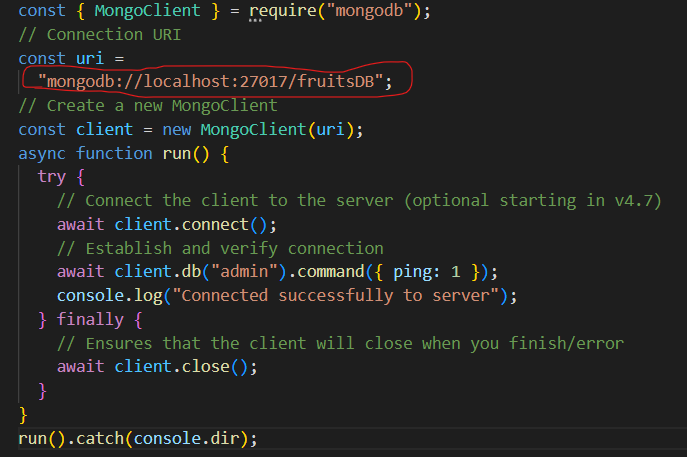 const { MongoClient } = require("mongodb");
// Connection URI
const uri =
  "mongodb://localhost:27017/fruitsDB";
// Create a new MongoClient
const client = new MongoClient(uri);
async function run() {
  try {
    // Connect the client to the server (optional starting in v4.7)
    await client.connect();
    // Establish and verify connection
    await client.db("admin").command({ ping: 1 });
    console.log("Connected successfully to server");
  } finally {
    // Ensures that the client will close when you finish/error
    await client.close();
  }
}
run().catch(console.dir);